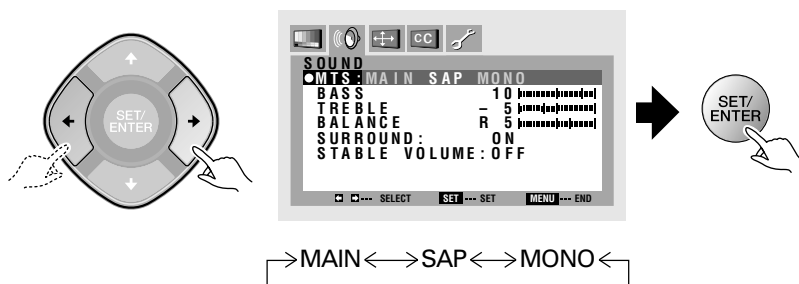 SET/
ENTER
CC
SOUND
MTS: MAIN SAP MONO
BASS 10
TREBLE – 5
BALANCE R 5
SURROUND: ON
STABLE VOLUME: OFF
SELECT SET --- SET MENU --- END
SET/
ENTER
MAIN SAP MONO